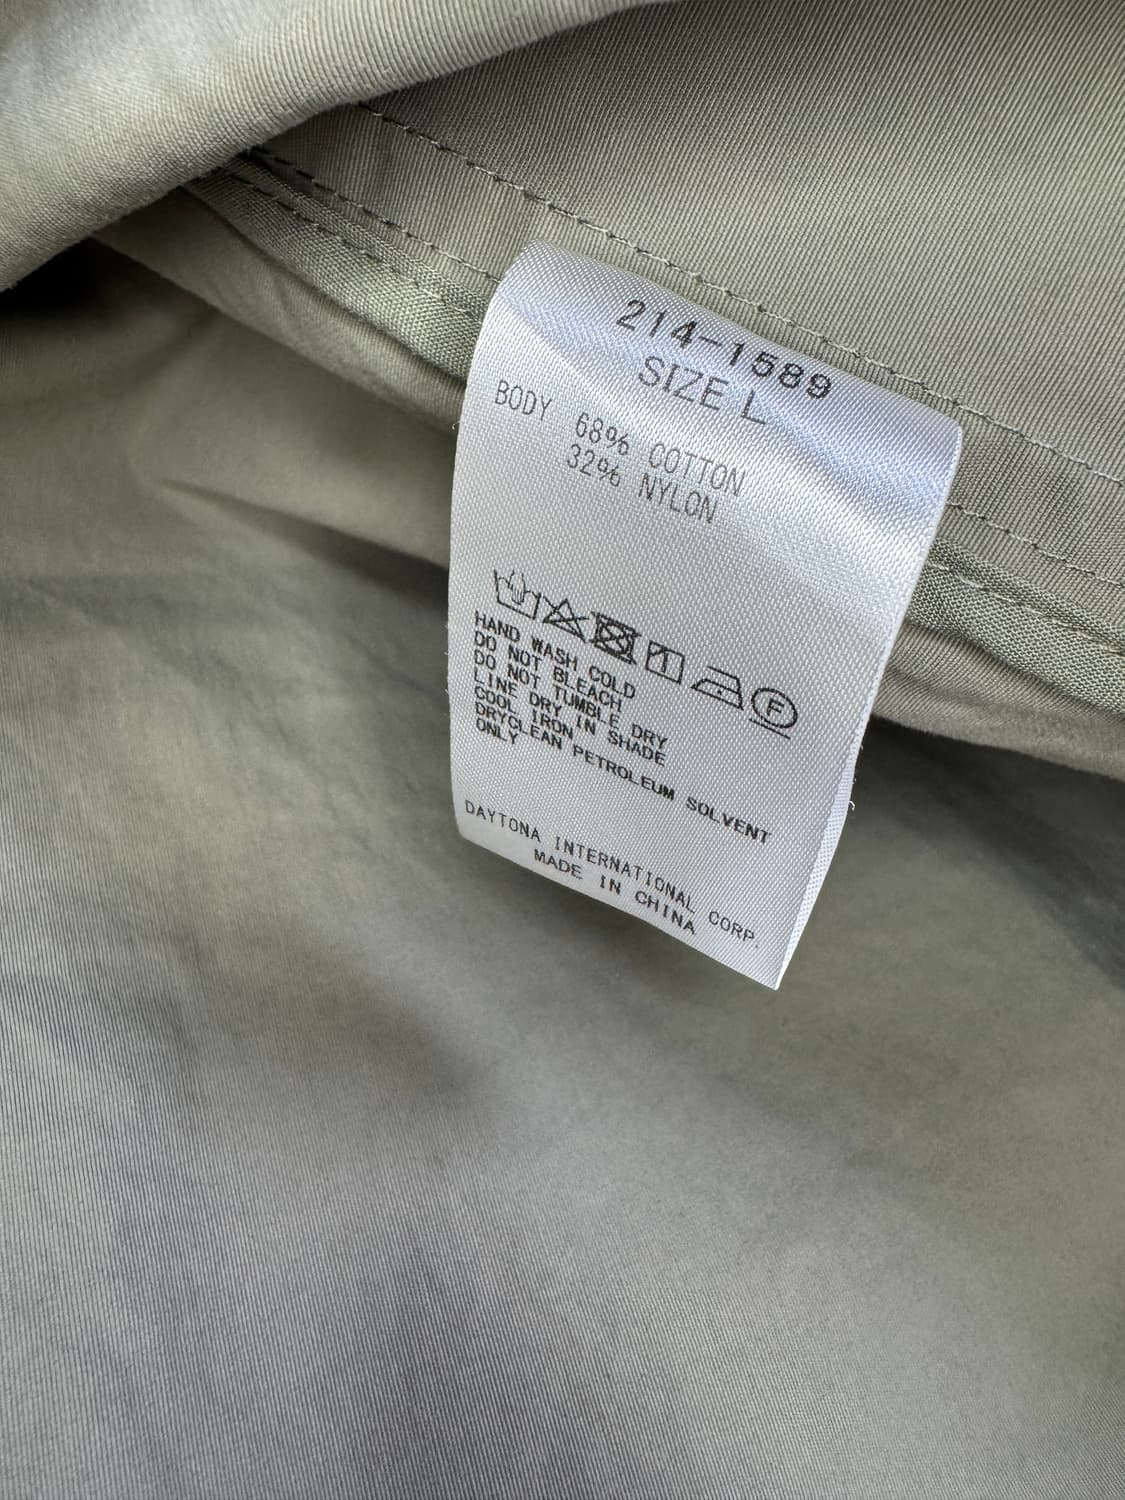 214-1589
SIZE L
BODY 68% COTTON
32% NYLON
F
HAND WASH COLD
DO NOT BLEACH
DO NOT TUMBLE DRY
LINE DRY IN SHADE
COOL IRON
DRYCLEAN PETROLEUM SOLVENT
ONLY
DAYTONA INTERNATIONAL CORP.
MADE IN CHINA